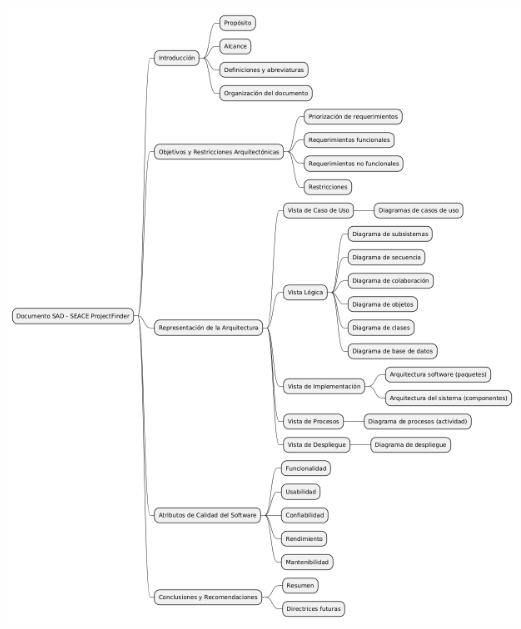 Propósito
Alcance
Introducción
Definiciones y abreviaturas
Organización del documento
Priorización de requerimientos
Requerimientos funcionales
Objetivos y Restricciones Arquitectónicas
Requerimientos no funcionales
Restricciones
Vista de Caso de Uso
Diagramas de casos de uso
Diagrama de subsistemas
Diagrama de secuencia
Diagrama de colaboración
Vista Lógica
Diagrama de objetos
Documento SAD - SEACE ProjectFinder
Representación de la Arquitectura
Diagrama de clases
Diagrama de base de datos
Arquitectura software (paquetes)
Vista de Implementación
Arquitectura del sistema (componentes)
Vista de Procesos
Diagrama de procesos (actividad)
Vista de Despliegue
Diagrama de despliegue
Funcionalidad
Usabilidad
Atributos de Calidad del Software
Confiabilidad
Rendimiento
Mantenibilidad
Resumen
Conclusiones y Recomendaciones
Directrices futuras